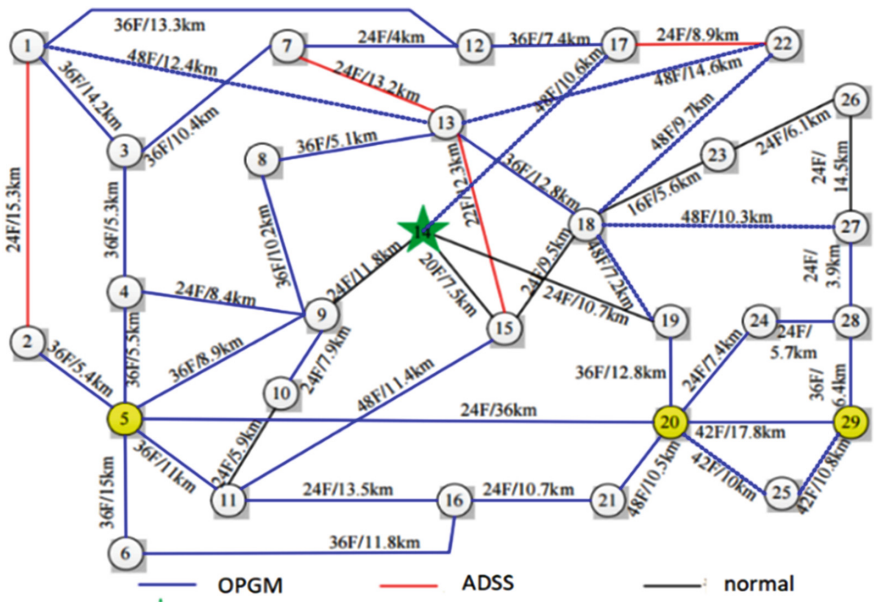 36F/13.3km
1
7
24F/4km
12
36F/7.4km
17
24F/8.9km
22
48F/12.4km
24F/13.2km
48F/10.6km
48F/14.6km
36F/14.2km
36F/10.4km
13
26
3
8
36F/5.1km
48F/9.7km
23
24F/6.1km
24F/
14.5km
24F/15.3km
36F/5.3km
36F/10.2km
22F/2.3km
36F/12.8km
16F/5.6km
14
18
48F/10.3km
27
24F/11.8km
20F/7.5km
24F/9.5km
48F/7.2km
24F/10.7km
24F/
3.9km
4
24F/8.4km
9
2
15
19
24
28
36F/5.4km
36F/5.5km
36F/8.9km
24F/7.9km
10
48F/11.4km
36F/12.8km
24F/7.4km
24F/
5.7km
36F/
6.4km
5
24F/36km
20
42F/17.8km
29
36F/11km
24F/5.9km
36F/15km
11
24F/13.5km
16
24F/10.7km
21
48F/10.5km
42F/10km
25
42F/10.8km
6
36F/11.8km
OPGM
ADSS
normal